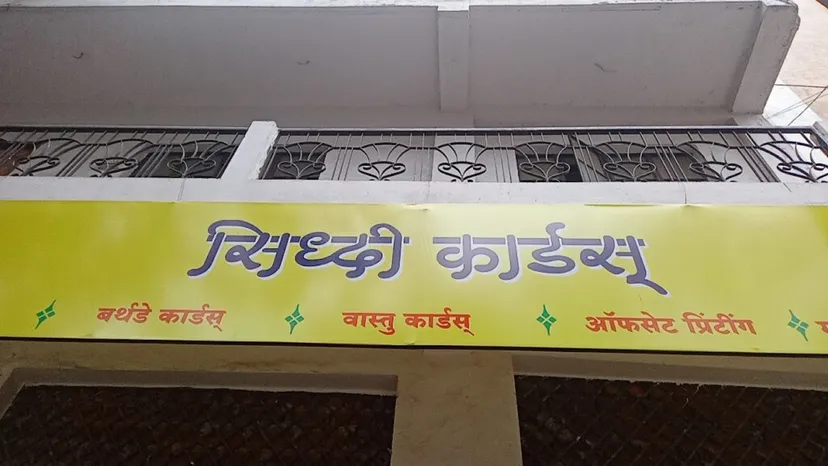 सिध्दी कार्डस्
बर्थडे कार्डस् वास्तु कार्डस् ऑफसेट प्रिंटींग